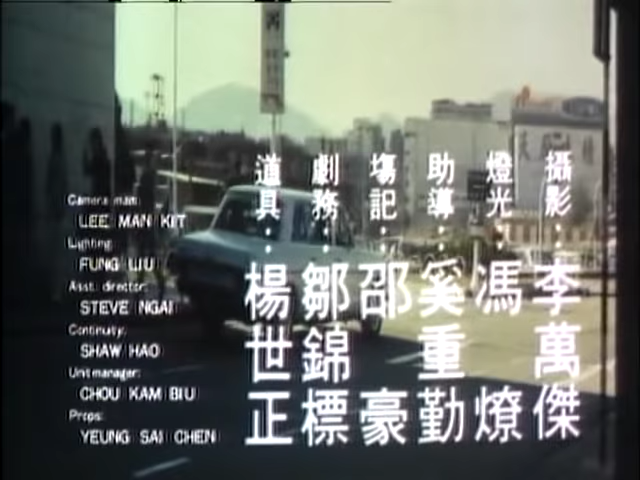 Camera man:
LEE MAN KIT
Lighting:
FUNG LIU
Asst. director:
STEVE NGAI
Continuity:
SHAW HAO
Unit manager:
CHOU KAM BIU
Props:
YEUNG SAI CHEN
攝影：李萬傑
燈光：馮燎
助導：奚重勤
場記：邵豪
劇務：鄒錦標
道具：楊世正